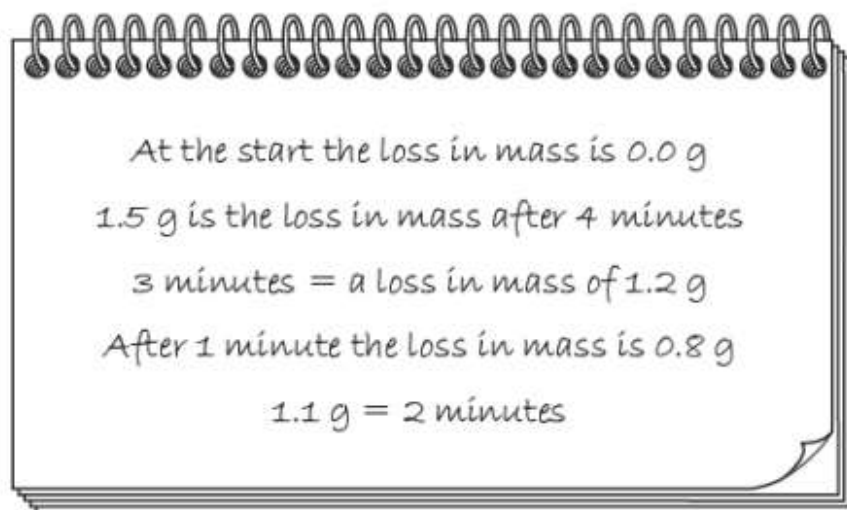 At the start the loss in mass is 0.0 g
1.5 g is the loss in mass after 4 minutes
3 minutes = a loss in mass of 1.2 g
After 1 minute the loss in mass is 0.8 g
1.1 g = 2 minutes